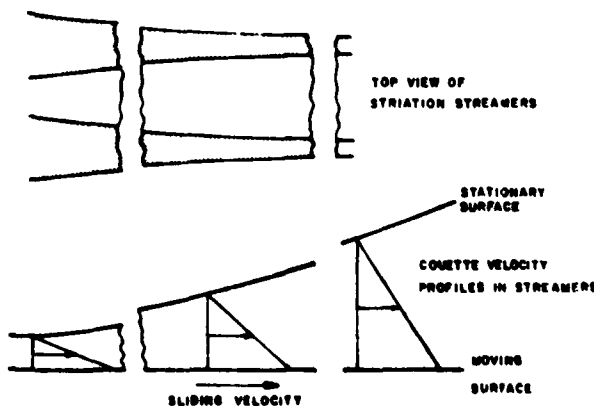 TOP VIEW OF
STRIATION STREAMERS
STATIONARY
SURFACE
COUETTE VELOCITY
PROFILES IN STREAMERS
MOVING
SURFACE
SLIDING VELOCITY